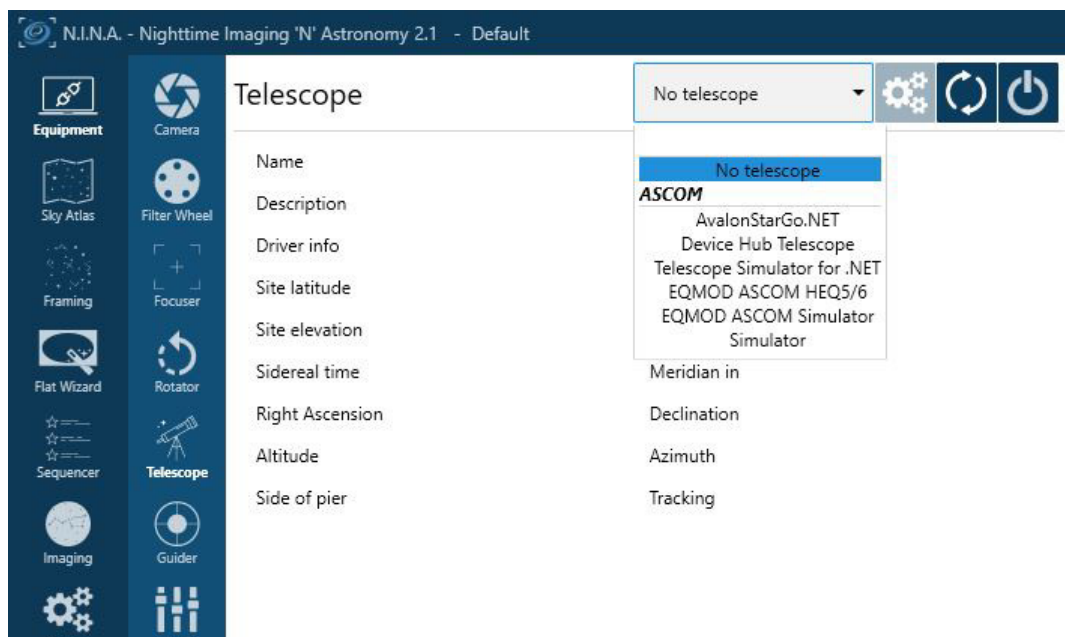 N.I.N.A. - Nighttime Imaging 'N' Astronomy 2.1 - Default
Equipment
Sky Atlas
Framing
Flat Wizard
Sequencer
Imaging
Camera
Filter Wheel
Focuser
Rotator
Telescope
Guider
Telescope
No telescope
No telescope
ASCOM
AvalonStarGo.NET
Device Hub Telescope
Telescope Simulator for .NET
EQMOD ASCOM HEQ5/6
EQMOD ASCOM Simulator
Simulator
Name
Description
Driver info
Site latitude
Site elevation
Sidereal time
Meridian in
Right Ascension
Declination
Altitude
Azimuth
Side of pier
Tracking